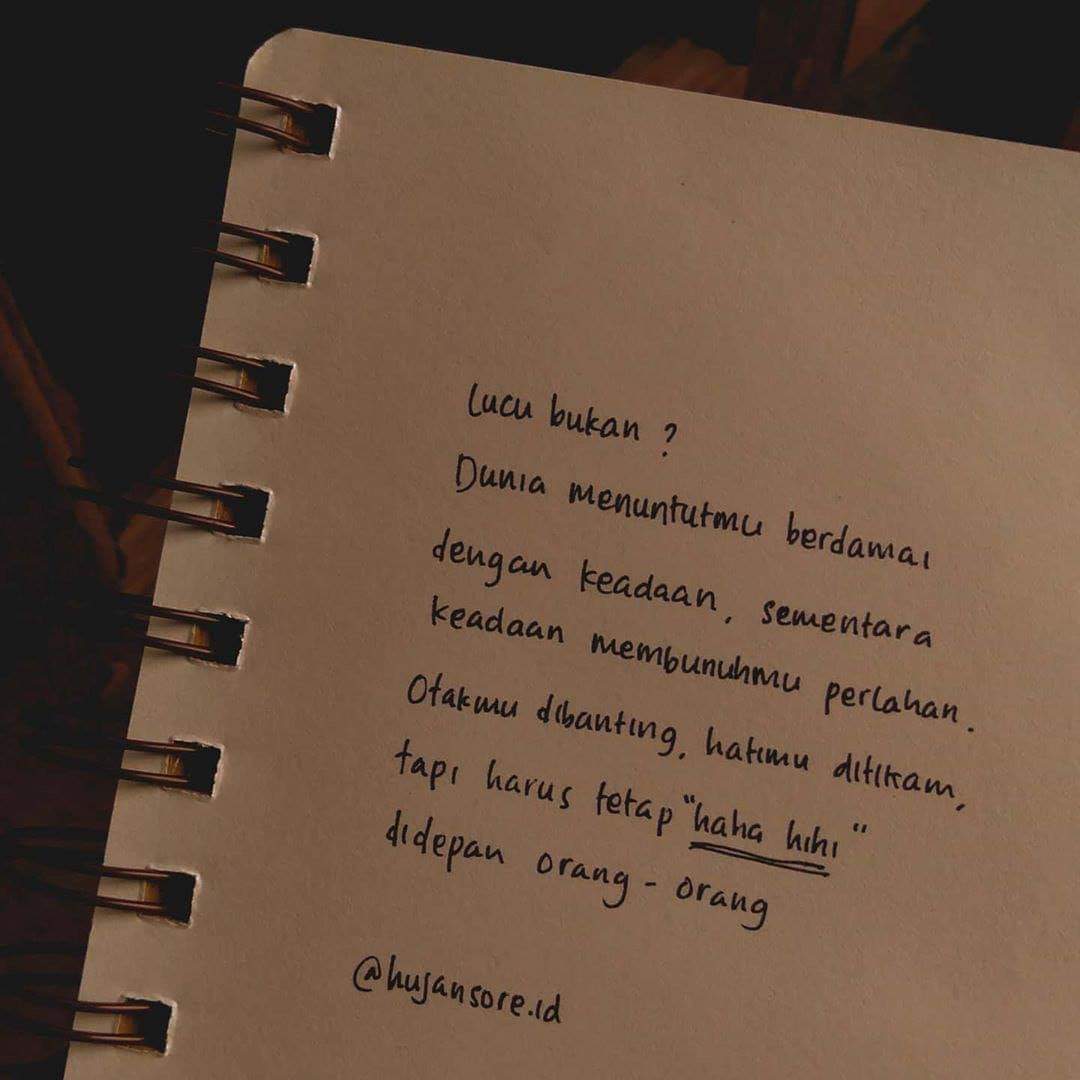 Lucu bukan ?
Dunia menuntutmu berdamai
dengan keadaan, sementara
keadaan membunuhmu perlahan.
Otakmu dibanting, hatimu ditikam,
tapi harus tetap "haha hihi"
didepan orang - orang
@hujansore.id